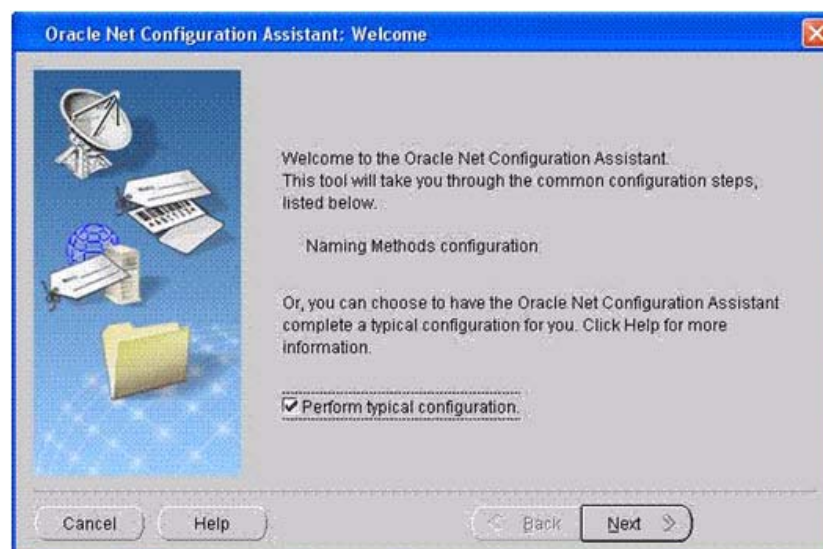 Oracle Net Configuration Assistant: Welcome
Welcome to the Oracle Net Configuration Assistant.
This tool will take you through the common configuration steps,
listed below.
Naming Methods configuration
Or, you can choose to have the Oracle Net Configuration Assistant
complete a typical configuration for you. Click Help for more
information.
Perform typical configuration.
Cancel
Help
Back
Next